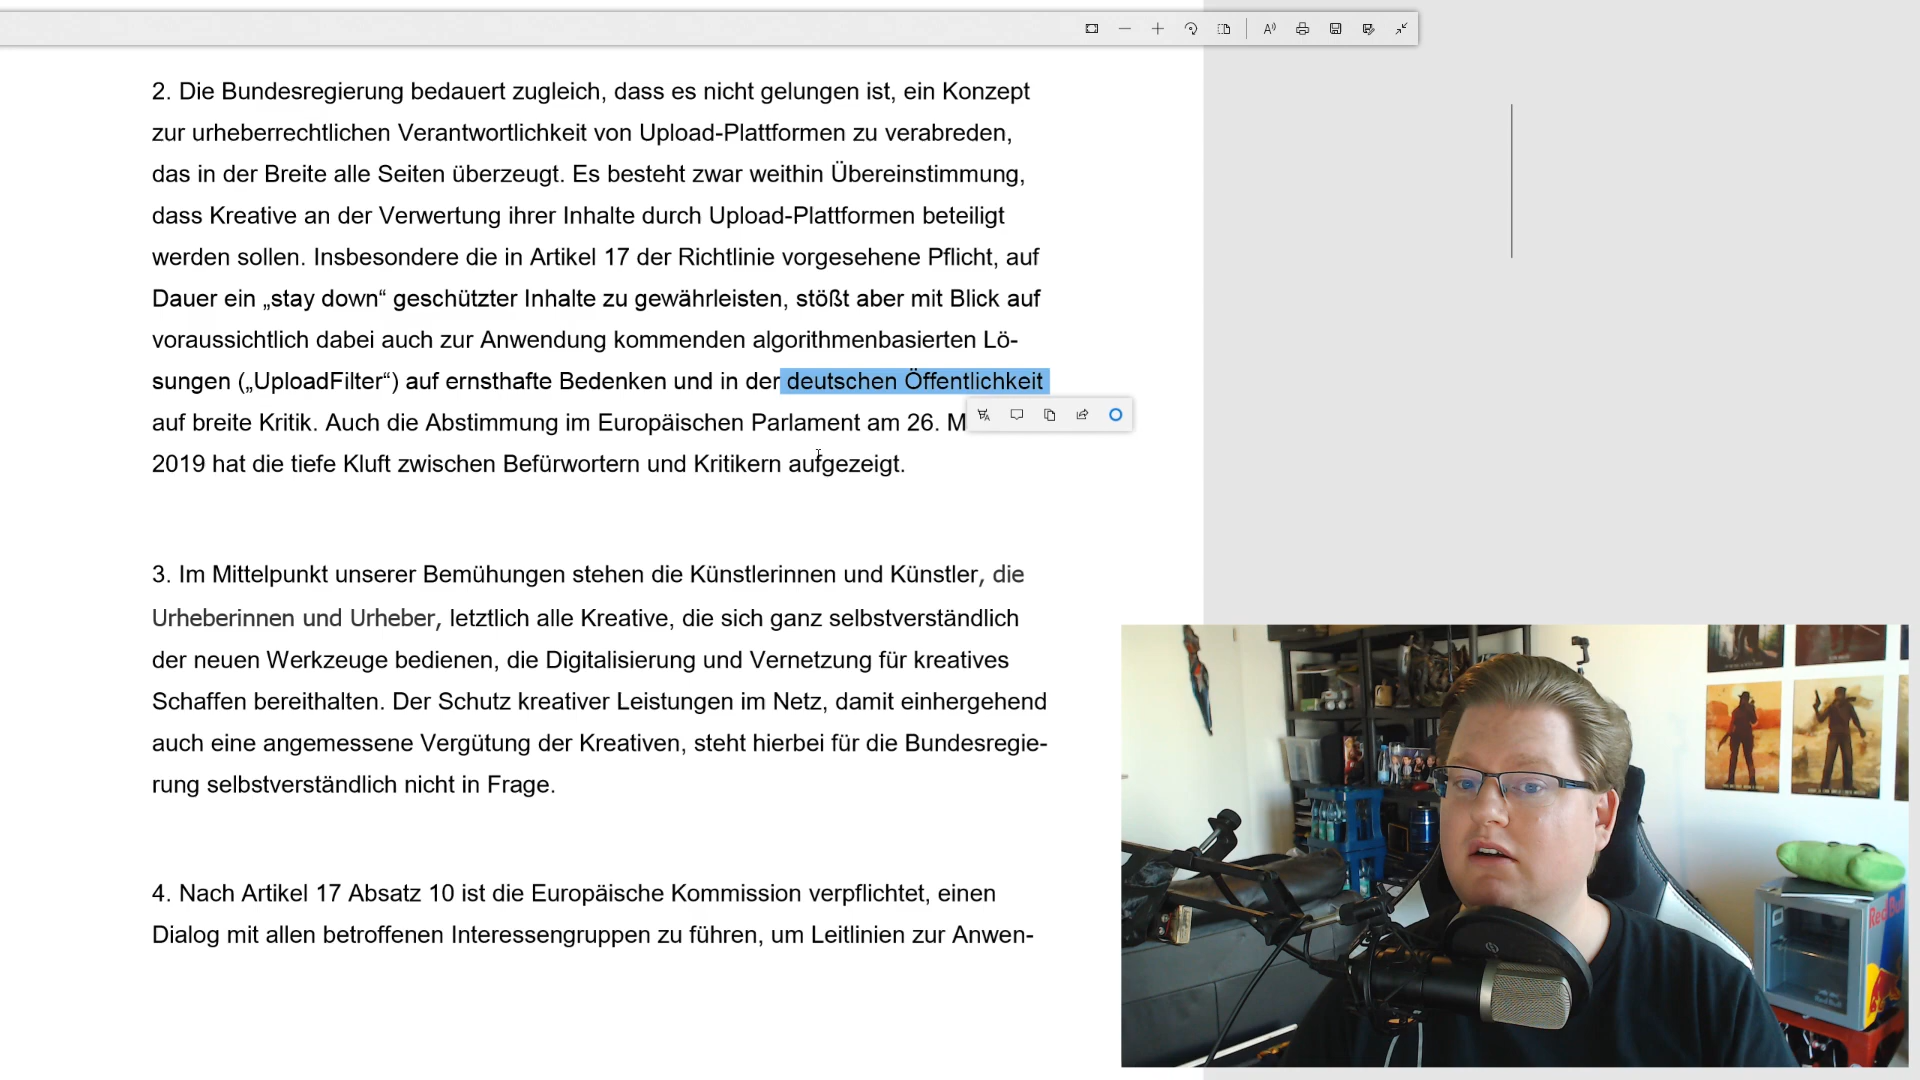 2. Die Bundesregierung bedauert zugleich, dass es nicht gelungen ist, ein Konzept
zur urheberrechtlichen Verantwortlichkeit von Upload-Plattformen zu verabreden,
das in der Breite alle Seiten überzeugt. Es besteht zwar weithin Übereinstimmung,
dass Kreative an der Verwertung ihrer Inhalte durch Upload-Plattformen beteiligt
werden sollen. Insbesondere die in Artikel 17 der Richtlinie vorgesehene Pflicht, auf
Dauer ein „stay down“ geschützter Inhalte zu gewährleisten, stößt aber mit Blick auf
voraussichtlich dabei auch zur Anwendung kommenden algorithmenbasierten Lö-
sungen („UploadFilter“) auf ernsthafte Bedenken und in der deutschen Öffentlichkeit
auf breite Kritik. Auch die Abstimmung im Europäischen Parlament am 26. M
2019 hat die tiefe Kluft zwischen Befürwortern und Kritikern aufgezeigt.
3. Im Mittelpunkt unserer Bemühungen stehen die Künstlerinnen und Künstler, die
Urheberinnen und Urheber, letztlich alle Kreative, die sich ganz selbstverständlich
der neuen Werkzeuge bedienen, die Digitalisierung und Vernetzung für kreatives
Schaffen bereithalten. Der Schutz kreativer Leistungen im Netz, damit einhergehend
auch eine angemessene Vergütung der Kreativen, steht hierbei für die Bundesregie-
rung selbstverständlich nicht in Frage.
4. Nach Artikel 17 Absatz 10 ist die Europäische Kommission verpflichtet, einen
Dialog mit allen betroffenen Interessengruppen zu führen, um Leitlinien zur Anwen-
Red Bull